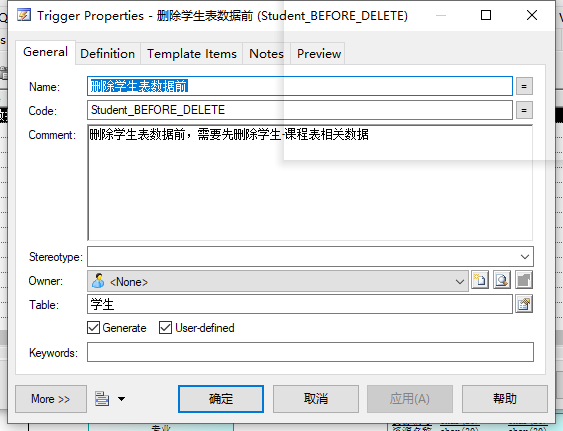 Trigger Properties - 删除学生表数据前 (Student_BEFORE_DELETE)
General Definition Template Items Notes Preview
Name: 删除学生表数据前 =
Code: Student_BEFORE_DELETE =
Comment: 删除学生表数据前，需要先删除学生-课程表相关数据
Stereotype:
Owner: <None>
Table: 学生
Generate User-defined
Keywords:
More >> 确定 取消 应用(A) 帮助
专业